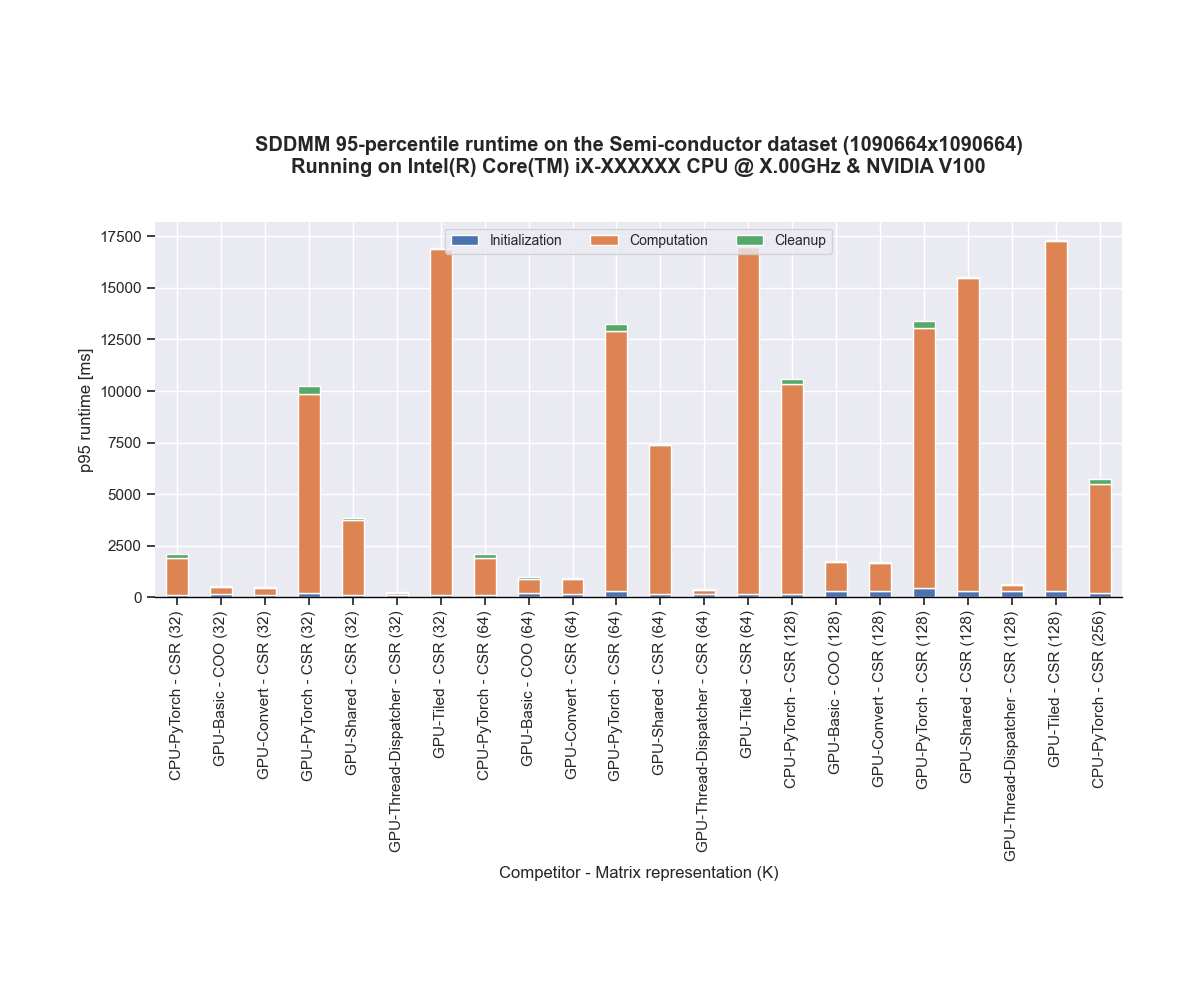 SDDMM 95-percentile runtime on the Semi-conductor dataset (1090664x1090664)
Running on Intel(R) Core(TM) iX-XXXXXX CPU @ X.00GHz & NVIDIA V100
Initialization
Computation
Cleanup
p95 runtime [ms]
17500
15000
12500
10000
7500
5000
2500
0
CPU-PyTorch - CSR (32)
GPU-Basic - COO (32)
GPU-Convert - CSR (32)
GPU-PyTorch - CSR (32)
GPU-Shared - CSR (32)
GPU-Thread-Dispatcher - CSR (32)
GPU-Tiled - CSR (32)
CPU-PyTorch - CSR (64)
GPU-Basic - COO (64)
GPU-Convert - CSR (64)
GPU-PyTorch - CSR (64)
GPU-Shared - CSR (64)
GPU-Thread-Dispatcher - CSR (64)
GPU-Tiled - CSR (64)
CPU-PyTorch - CSR (128)
GPU-Basic - COO (128)
GPU-Convert - CSR (128)
GPU-PyTorch - CSR (128)
GPU-Shared - CSR (128)
GPU-Thread-Dispatcher - CSR (128)
GPU-Tiled - CSR (128)
CPU-PyTorch - CSR (256)
Competitor - Matrix representation (K)